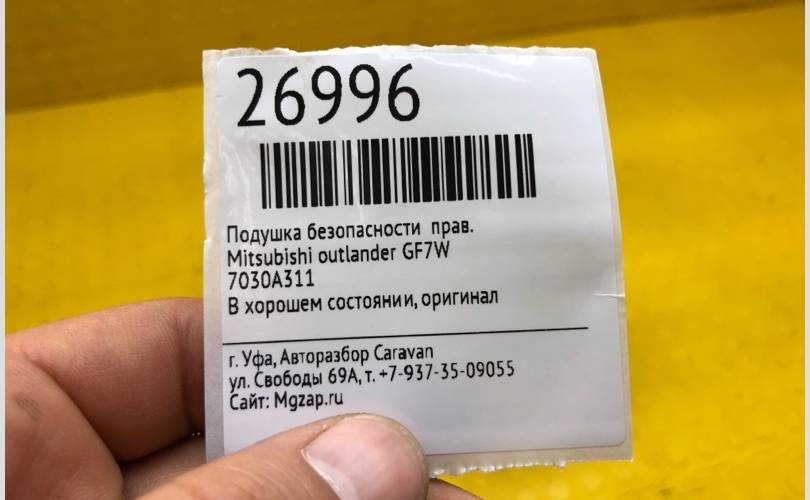 26996
Подушка безопасности прав.
Mitsubishi outlander GF7W
7030A311
В хорошем состоянии, оригинал
г. Уфа, Авторазбор Caravan
ул. Свободы 69А, т. +7-937-35-09055
Сайт: Mgzap.ru